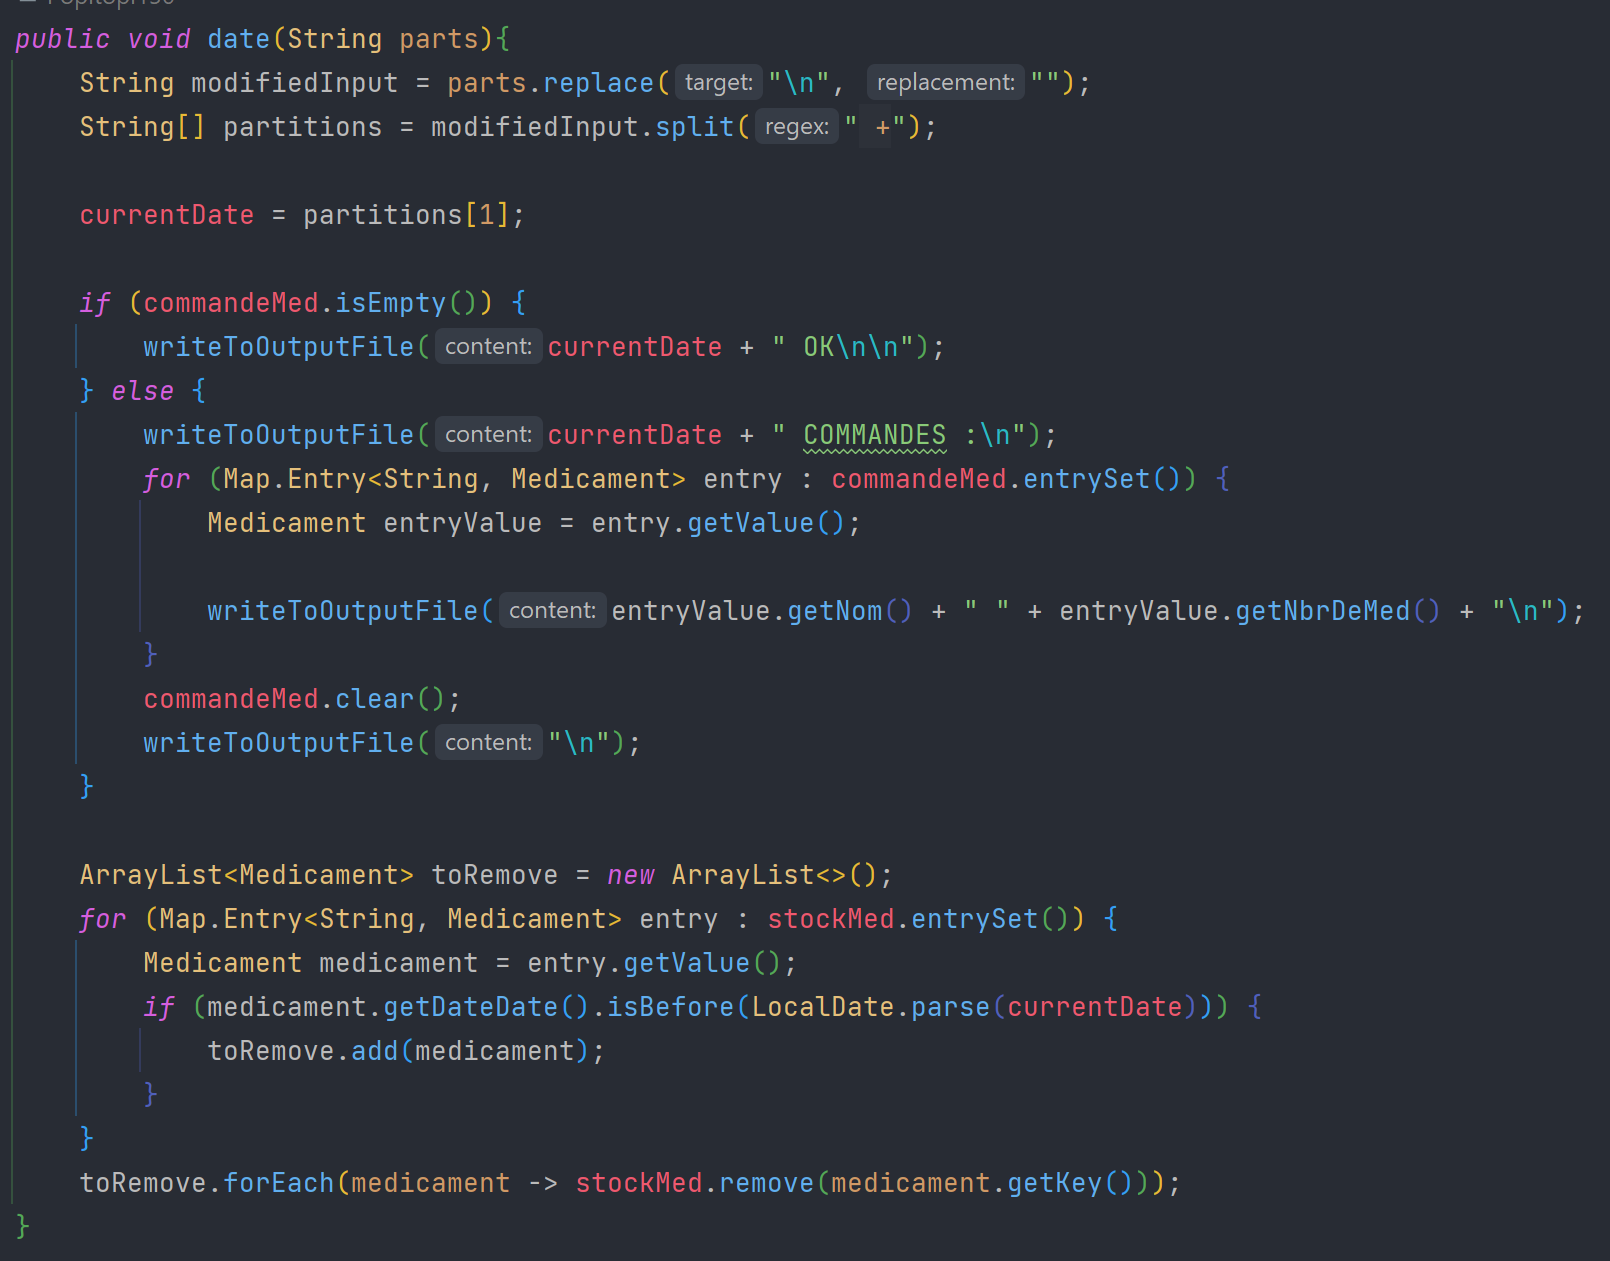 public void date(String parts){
    String modifiedInput = parts.replace( target: "\n",  replacement: "");
    String[] partitions = modifiedInput.split( regex: " +");

    currentDate = partitions[1];

    if (commandeMed.isEmpty()) {
        writeToOutputFile( content: currentDate + " OK\n\n");
    } else {
        writeToOutputFile( content: currentDate + " COMMANDES :\n");
        for (Map.Entry<String, Medicament> entry : commandeMed.entrySet()) {
            Medicament entryValue = entry.getValue();

            writeToOutputFile( content: entryValue.getNom() + " " + entryValue.getNbrDeMed() + "\n");
        }
        commandeMed.clear();
        writeToOutputFile( content: "\n");
    }

    ArrayList<Medicament> toRemove = new ArrayList<>();
    for (Map.Entry<String, Medicament> entry : stockMed.entrySet()) {
        Medicament medicament = entry.getValue();
        if (medicament.getDateDate().isBefore(LocalDate.parse(currentDate))) {
            toRemove.add(medicament);
        }
    }
    toRemove.forEach(medicament -> stockMed.remove(medicament.getKey()));
}